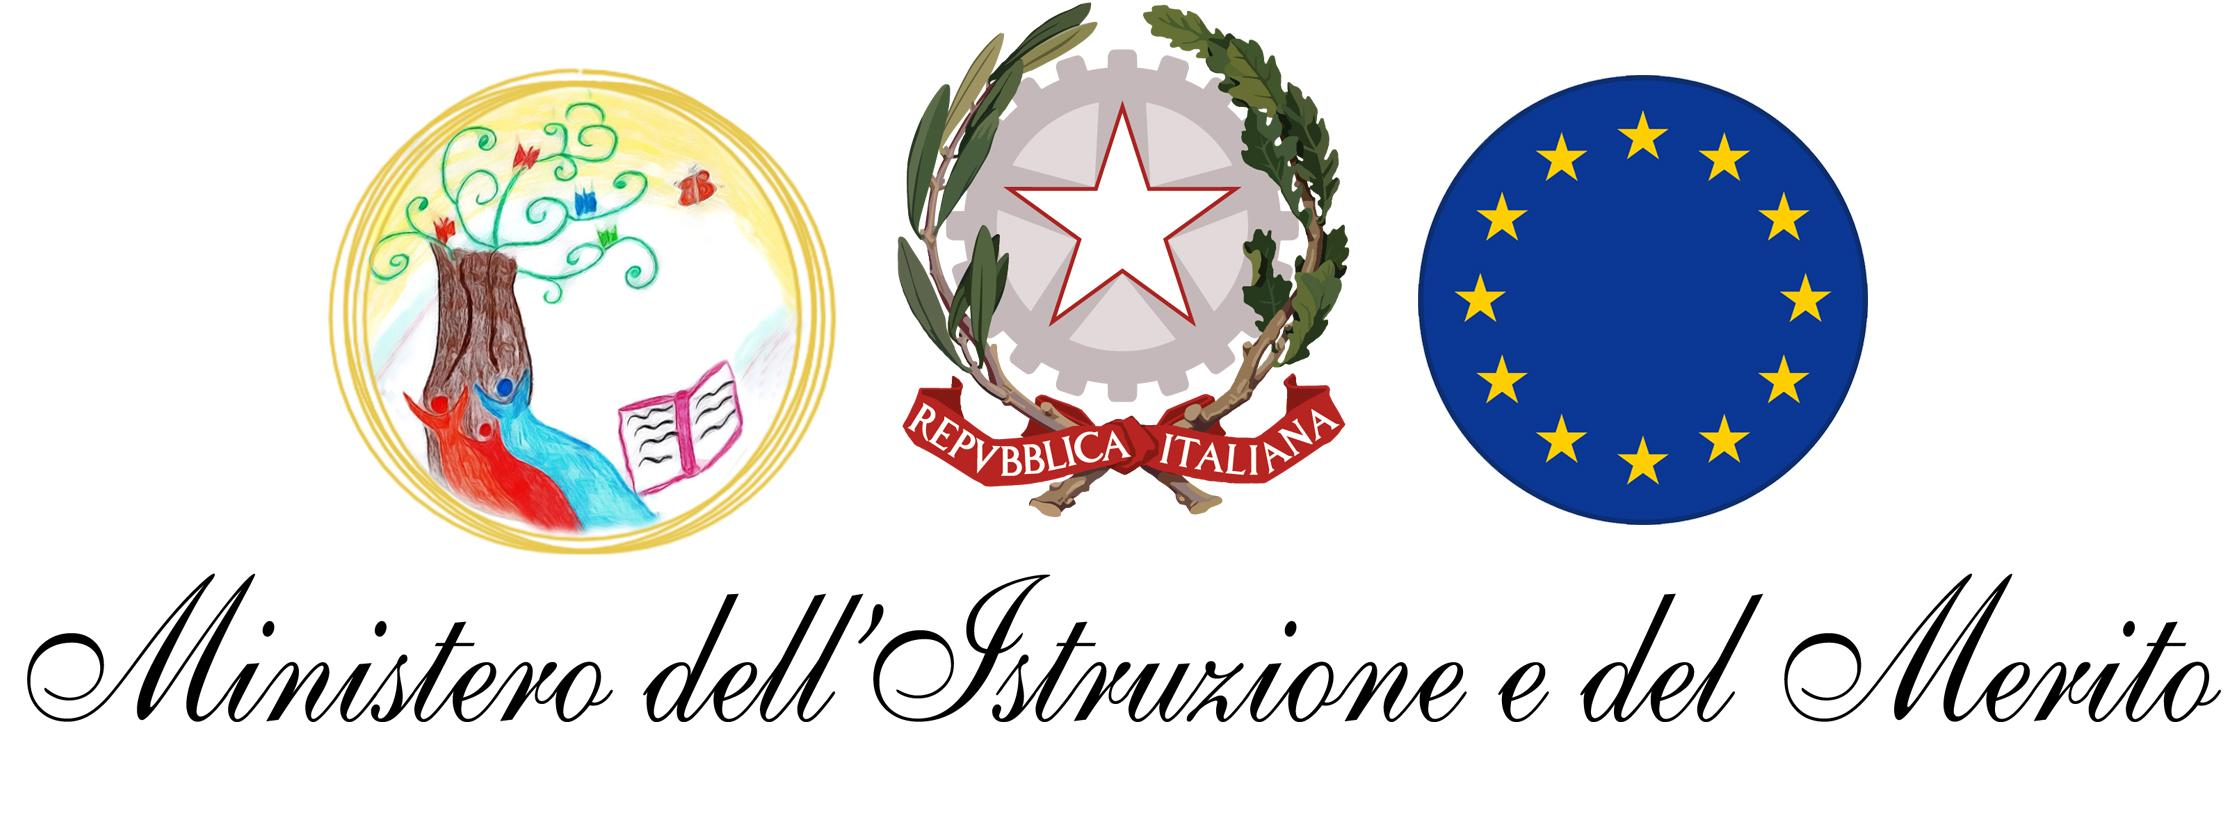 REPVBBLICA ITALIANA
Ministero dell'Istruzione e del Merito